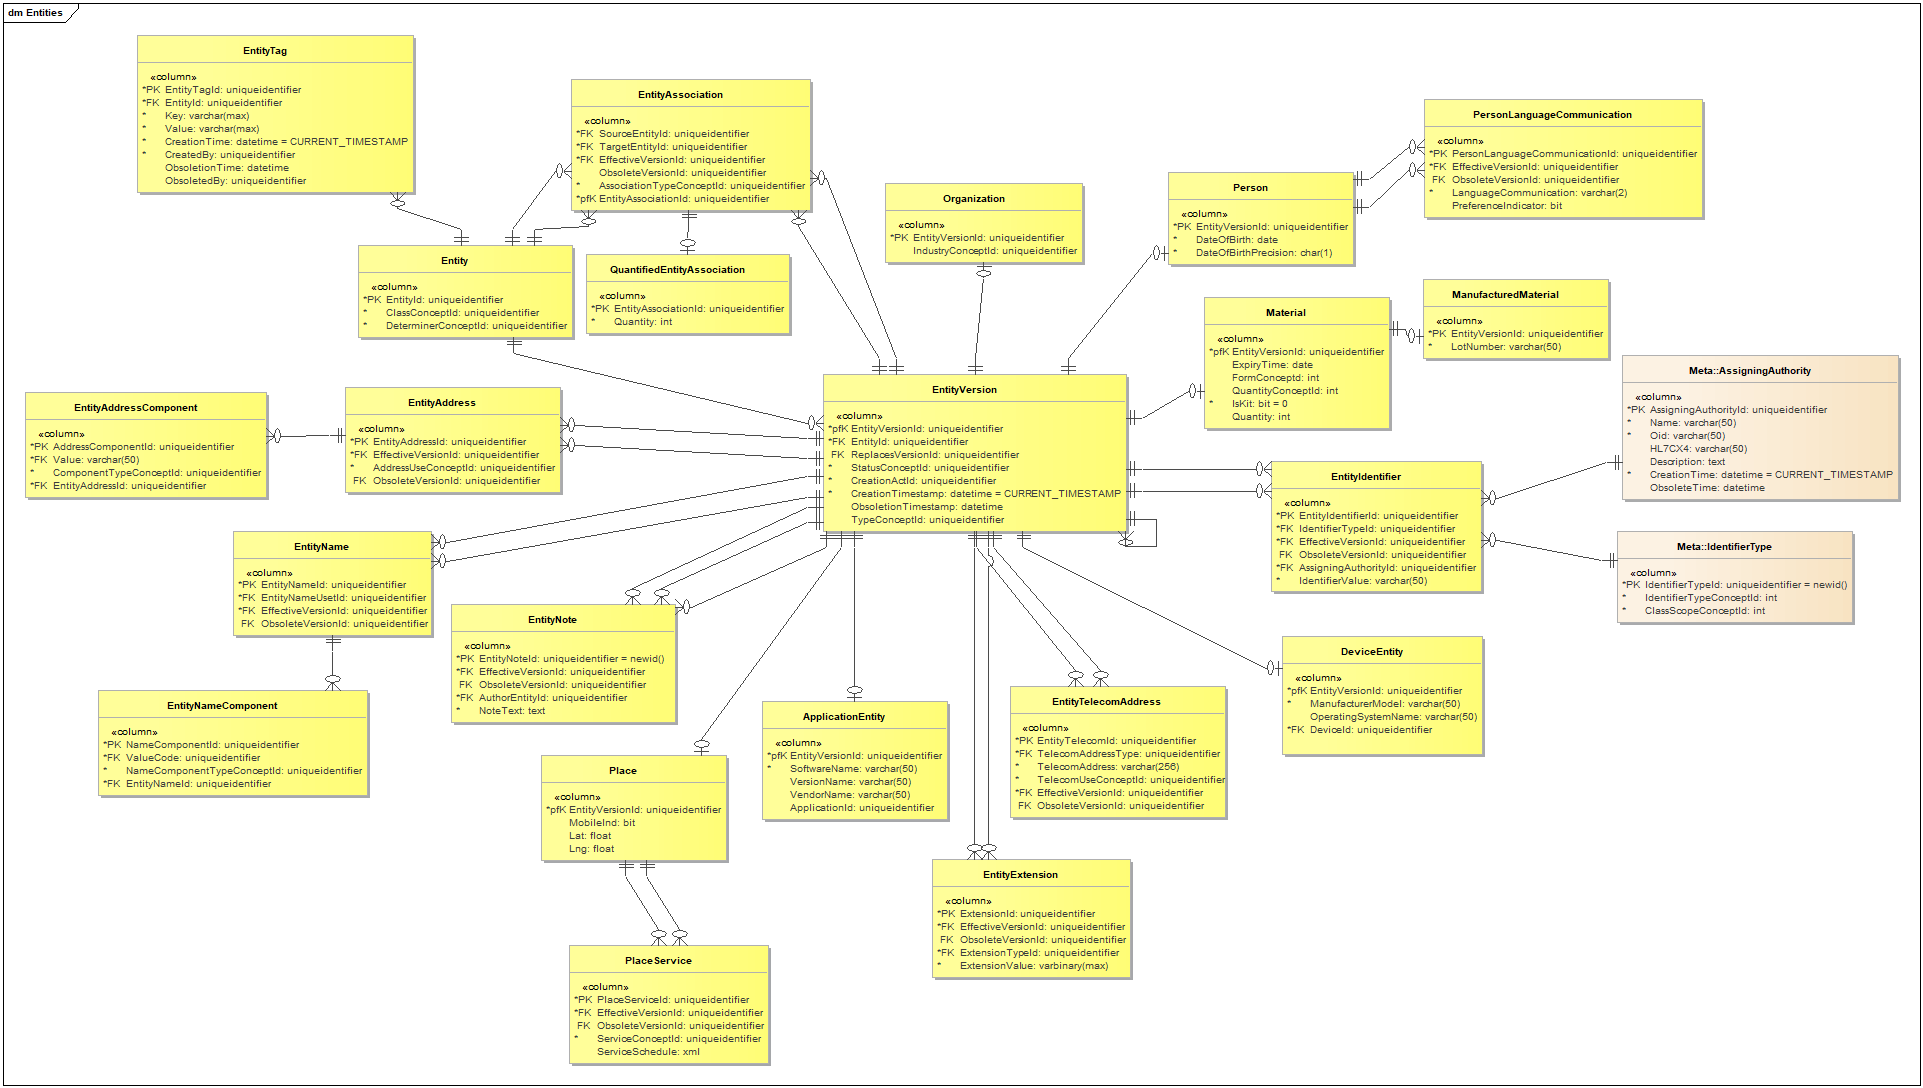 dm Entities
EntityTag
«column»
*PK EntityTagId: uniqueidentifier
*FK EntityId: uniqueidentifier
* Key: varchar(max)
* Value: varchar(max)
* CreationTime: datetime = CURRENT_TIMESTAMP
* CreatedBy: uniqueidentifier
ObsoletionTime: datetime
ObsoletedBy: uniqueidentifier
EntityAssociation
«column»
*FK SourceEntityId: uniqueidentifier
*FK TargetEntityId: uniqueidentifier
*FK EffectiveVersionId: uniqueidentifier
ObsoleteVersionId: uniqueidentifier
* AssociationTypeConceptId: uniqueidentifier
*pfK EntityAssociationId: uniqueidentifier
Organization
«column»
*PK EntityVersionId: uniqueidentifier
IndustryConceptId: uniqueidentifier
Person
«column»
*PK EntityVersionId: uniqueidentifier
* DateOfBirth: date
* DateOfBirthPrecision: char(1)
PersonLanguageCommunication
«column»
*PK PersonLanguageCommunicationId: uniqueidentifier
*FK EffectiveVersionId: uniqueidentifier
FK ObsoleteVersionId: uniqueidentifier
* LanguageCommunication: varchar(2)
PreferenceIndicator: bit
Entity
«column»
*PK EntityId: uniqueidentifier
* ClassConceptId: uniqueidentifier
* DeterminerConceptId: uniqueidentifier
QuantifiedEntityAssociation
«column»
*PK EntityAssociationId: uniqueidentifier
* Quantity: int
Material
«column»
*pfK EntityVersionId: uniqueidentifier
ExpiryTime: date
FormConceptd: int
QuantityConceptId: int
* IsKit: bit = 0
Quantity: int
ManufacturedMaterial
«column»
*PK EntityVersionId: uniqueidentifier
* LotNumber: varchar(50)
Meta::AssigningAuthority
«column»
*PK AssigningAuthorityId: uniqueidentifier
* Name: varchar(50)
* Oid: varchar(50)
HL7CX4: varchar(50)
Description: text
* CreationTime: datetime = CURRENT_TIMESTAMP
ObsoleteTime: datetime
EntityAddressComponent
«column»
*PK AddressComponentId: uniqueidentifier
*FK Value: varchar(50)
* ComponentTypeConceptId: uniqueidentifier
*FK EntityAddressId: uniqueidentifier
EntityAddress
«column»
*PK EntityAddressId: uniqueidentifier
*FK EffectiveVersionId: uniqueidentifier
* AddressUseConceptId: uniqueidentifier
FK ObsoleteVersionId: uniqueidentifier
EntityVersion
«column»
*pfK EntityVersionId: uniqueidentifier
*FK EntityId: uniqueidentifier
FK ReplacesVersionId: uniqueidentifier
* StatusConceptId: uniqueidentifier
* CreationActId: uniqueidentifier
* CreationTimestamp: datetime = CURRENT_TIMESTAMP
ObsoletionTimestamp: datetime
TypeConceptId: uniqueidentifier
EntityIdentifier
«column»
*PK EntityIdentifierId: uniqueidentifier
*FK IdentifierTypeId: uniqueidentifier
*FK EffectiveVersionId: uniqueidentifier
FK ObsoleteVersionId: uniqueidentifier
*FK AssigningAuthorityId: uniqueidentifier
* IdentifierValue: varchar(50)
Meta::IdentifierType
«column»
*PK IdentifierTypeId: uniqueidentifier = newid()
* IdentifierTypeConceptId: int
* ClassScopeConceptId: int
EntityName
«column»
*PK EntityNameId: uniqueidentifier
*FK EntityNameUsetId: uniqueidentifier
*FK EffectiveVersionId: uniqueidentifier
FK ObsoleteVersionId: uniqueidentifier
EntityNote
«column»
*PK EntityNoteId: uniqueidentifier = newid()
*FK EffectiveVersionId: uniqueidentifier
FK ObsoleteVersionId: uniqueidentifier
*FK AuthorEntityId: uniqueidentifier
* NoteText: text
DeviceEntity
«column»
*pfK EntityVersionId: uniqueidentifier
* ManufacturerModel: varchar(50)
OperatingSystemName: varchar(50)
*FK DeviceId: uniqueidentifier
EntityNameComponent
«column»
*PK NameComponentId: uniqueidentifier
*FK ValueCode: uniqueidentifier
* NameComponentTypeConceptId: uniqueidentifier
*FK EntityNameId: uniqueidentifier
ApplicationEntity
«column»
*pfK EntityVersionId: uniqueidentifier
* SoftwareName: varchar(50)
VersionName: varchar(50)
VendorName: varchar(50)
ApplicationId: uniqueidentifier
EntityTelecomAddress
«column»
*PK EntityTelecomId: uniqueidentifier
*FK TelecomAddressType: uniqueidentifier
* TelecomAddress: varchar(256)
* TelecomUseConceptId: uniqueidentifier
*FK EffectiveVersionId: uniqueidentifier
FK ObsoleteVersionId: uniqueidentifier
Place
«column»
*pfK EntityVersionId: uniqueidentifier
MobileInd: bit
Lat: float
Lng: float
EntityExtension
«column»
*PK ExtensionId: uniqueidentifier
*FK EffectiveVersionId: uniqueidentifier
FK ObsoleteVersionId: uniqueidentifier
*FK ExtensionTypeId: uniqueidentifier
* ExtensionValue: varbinary(max)
PlaceService
«column»
*PK PlaceServiceId: uniqueidentifier
*FK EffectiveVersionId: uniqueidentifier
FK ObsoleteVersionId: uniqueidentifier
* ServiceConceptId: uniqueidentifier
ServiceSchedule: xml